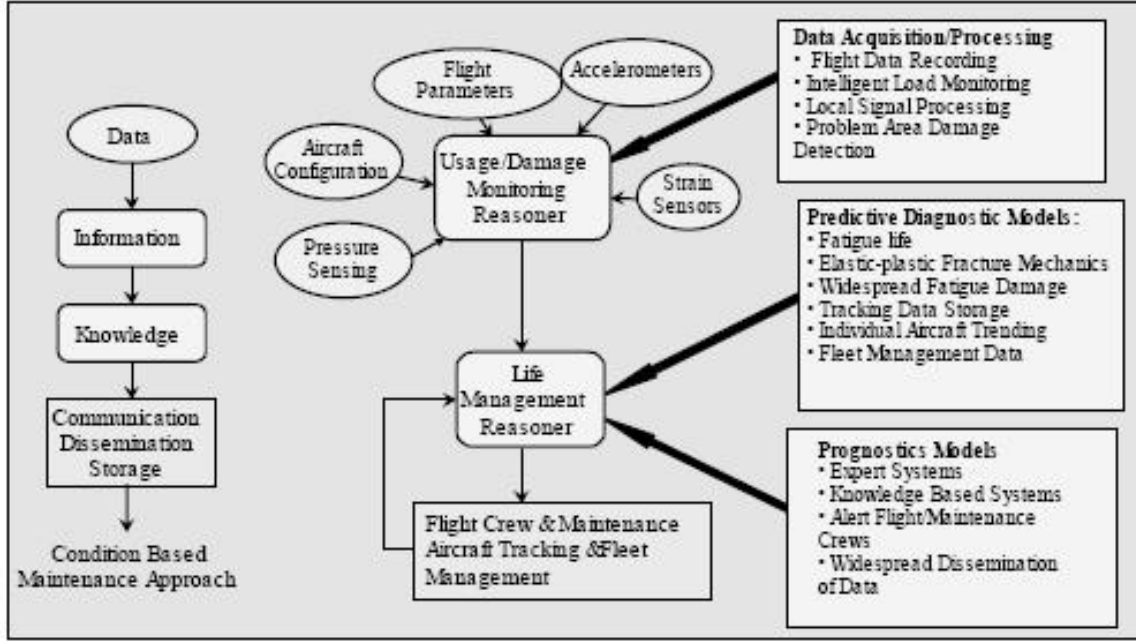 Data
Information
Knowledge
Communication
Dissemination
Storage
Condition Based
Maintenance Approach
Flight
Parameters
Accelerometers
Aircraft
Configuration
Usage/Damage
Monitoring
Reasoner
Strain
Sensors
Pressure
Sensing
Life
Management
Reasoner
Flight Crew & Maintenance
Aircraft Tracking &Fleet
Management
Data Acquisition/Processing
• Flight Data Recording
• Intelligent Load Monitoring
• Local Signal Processing
• Problem Area Damage
Detection
Predictive Diagnostic Models:
• Fatigue life
• Elastic-plastic Fracture Mechanics
• Widespread Fatigue Damage
• Tracking Data Storage
• Individual Aircraft Trending
• Fleet Management Data
Prognostics Models
• Expert Systems
• Knowledge Based Systems
• Alert Flight/Maintenance
Crews
• Widespread Dissemination
of Data